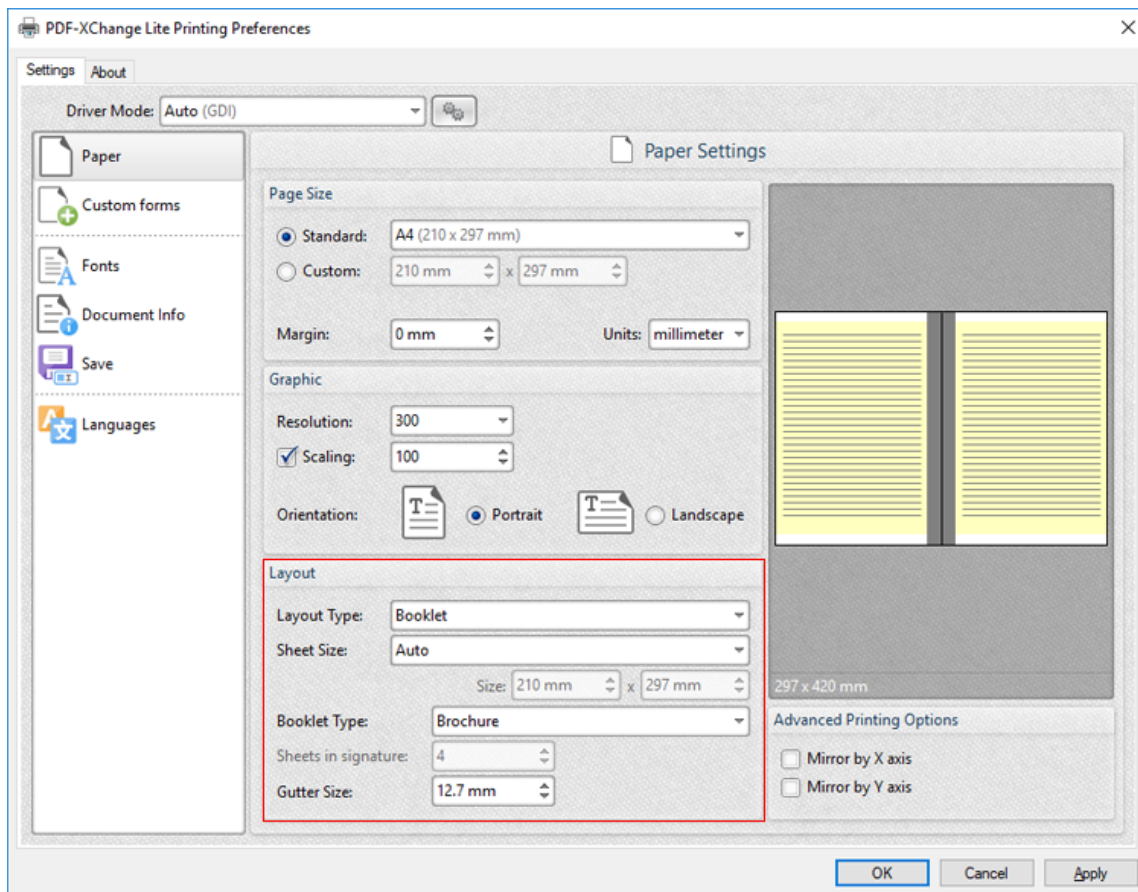 PDF-XChange Lite Printing Preferences
Settings About
Driver Mode: Auto (GDI)
Paper
Custom forms
Fonts
Document Info
Save
Languages
Paper Settings
Page Size
Standard: A4 (210 x 297 mm)
Custom: 210 mm x 297 mm
Margin: 0 mm Units: millimeter
Graphic
Resolution: 300
Scaling: 100
Orientation: Portrait Landscape
Layout
Layout Type: Booklet
Sheet Size: Auto
Size: 210 mm x 297 mm
Booklet Type: Brochure
Sheets in signature: 4
Gutter Size: 12.7 mm
297 x 420 mm
Advanced Printing Options
Mirror by X axis
Mirror by Y axis
OK Cancel Apply